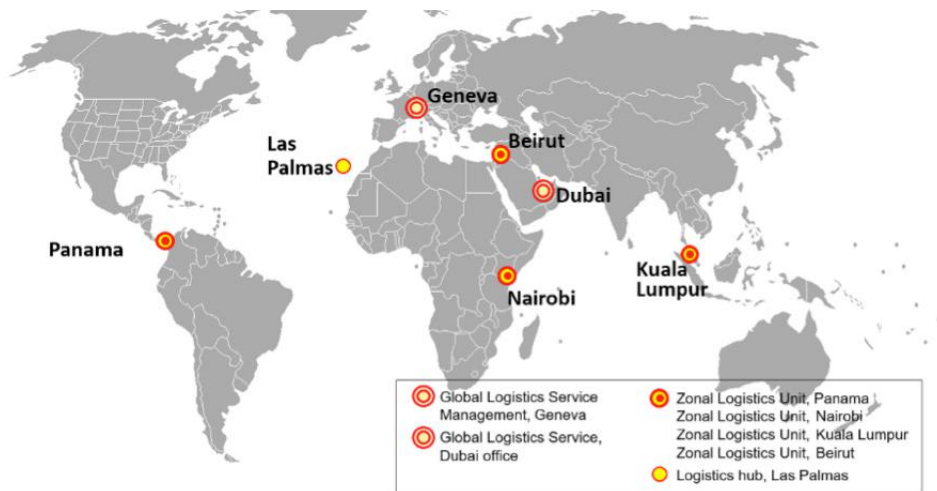 Geneva
Las
Palmas
Beirut
Dubai
Panama
Kuala
Lumpur
Nairobi
Global Logistics Service
Management, Geneva
Global Logistics Service,
Dubai office
Zonal Logistics Unit, Panama
Zonal Logistics Unit, Nairobi
Zonal Logistics Unit, Kuala Lumpur
Zonal Logistics Unit, Beirut
Logistics hub, Las Palmas